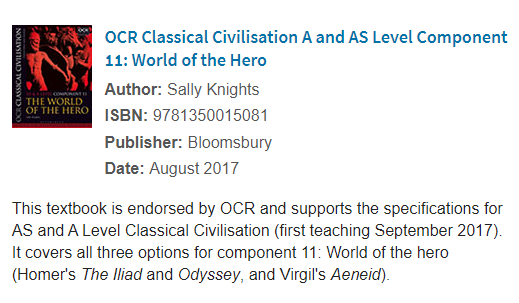 OCR
OCR CLASSICAL CIVILISATION
COMPONENT 11
THE WORLD
OF THE HERO
OCR Classical Civilisation A and AS Level Component
11: World of the Hero
Author: Sally Knights
ISBN: 9781350015081
Publisher: Bloomsbury
Date: August 2017
This textbook is endorsed by OCR and supports the specifications for
AS and A Level Classical Civilisation (first teaching September 2017).
It covers all three options for component 11: World of the hero
(Homer's The Iliad and Odyssey, and Virgil's Aeneid).